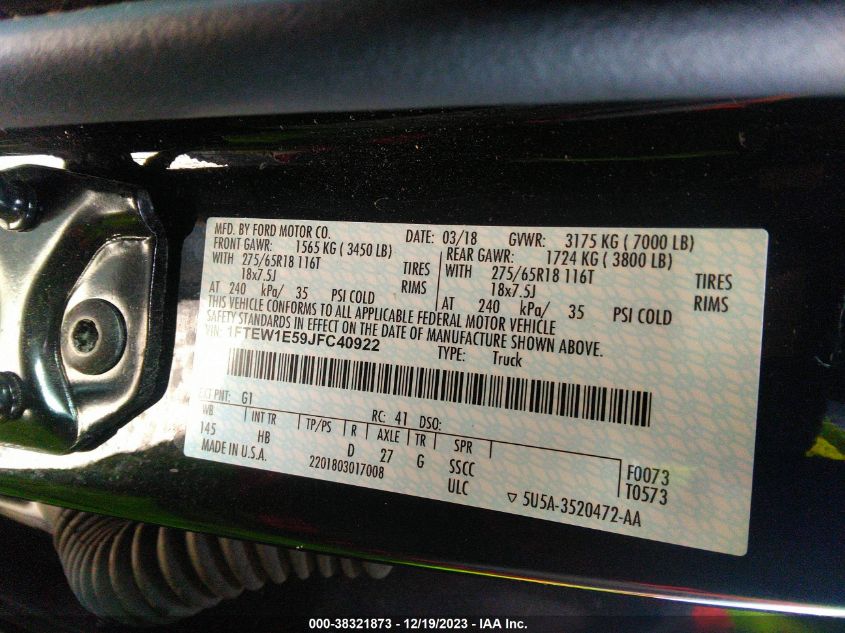 MFD. BY FORD MOTOR CO. DATE: 03/18 GVWR: 3175 KG ( 7000 LB)
FRONT GAWR: 1565 KG ( 3450 LB) REAR GAWR: 1724 KG ( 3800 LB)
WITH 275/65R18 116T TIRES WITH 275/65R18 116T TIRES
18x7.5J RIMS 18x7.5J RIMS
AT 240 kPa/ 35 PSI COLD AT 240 kPa/ 35 PSI COLD
THIS VEHICLE CONFORMS TO ALL APPLICABLE FEDERAL MOTOR VEHICLE
SAFETY STANDARDS IN EFFECT ON THE DATE OF MANUFACTURE SHOWN ABOVE.
VIN: 1FTEW1E59JFC40922 TYPE: Truck
EXT PNT: G1 RC: 41 DSO:
WB INT TR TP/PS R AXLE TR SPR
145 HB D 27 G SSCC F0073
MADE IN U.S.A. 2201803017008 ULC T0573
▽ 5U5A-3520472-AA
000-38321873 - 12/19/2023 - IAA Inc.